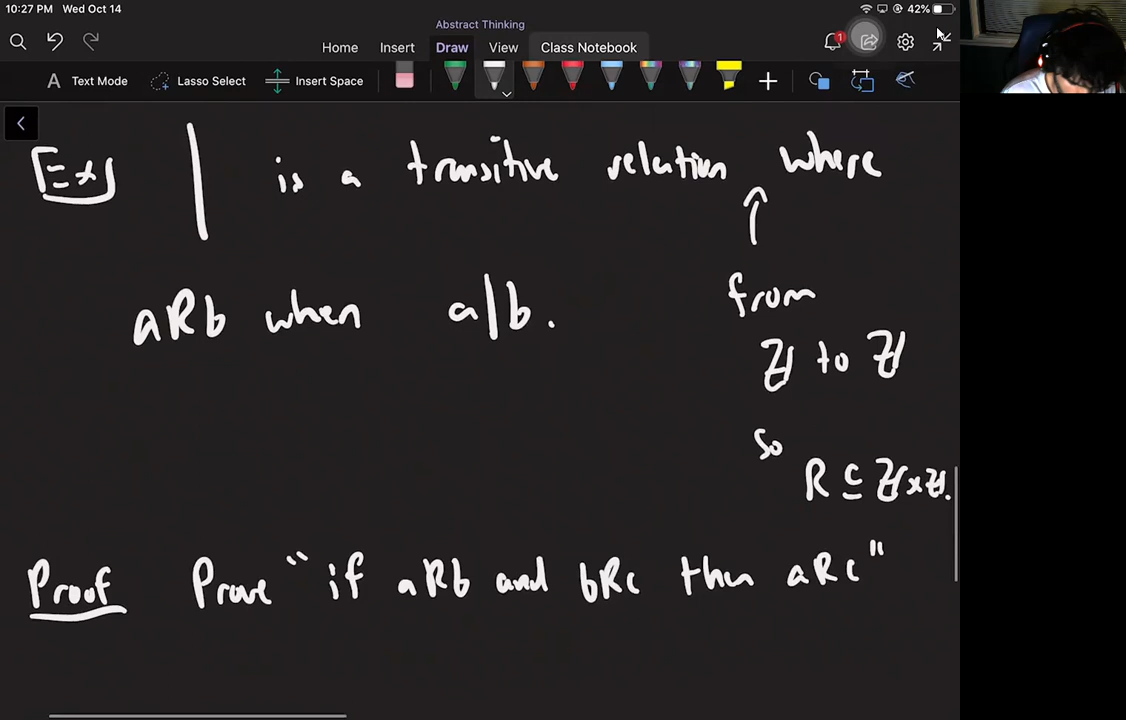 10:27 PM Wed Oct 14
42%
Abstract Thinking
Home Insert Draw View Class Notebook
1
A Text Mode Lasso Select Insert Space
Ex | is a transitive relation where
↑
from
aRb when a|b.
ℤ to ℤ
so
R ⊆ ℤ×ℤ.
Proof Prove "if aRb and bRc then aRc"